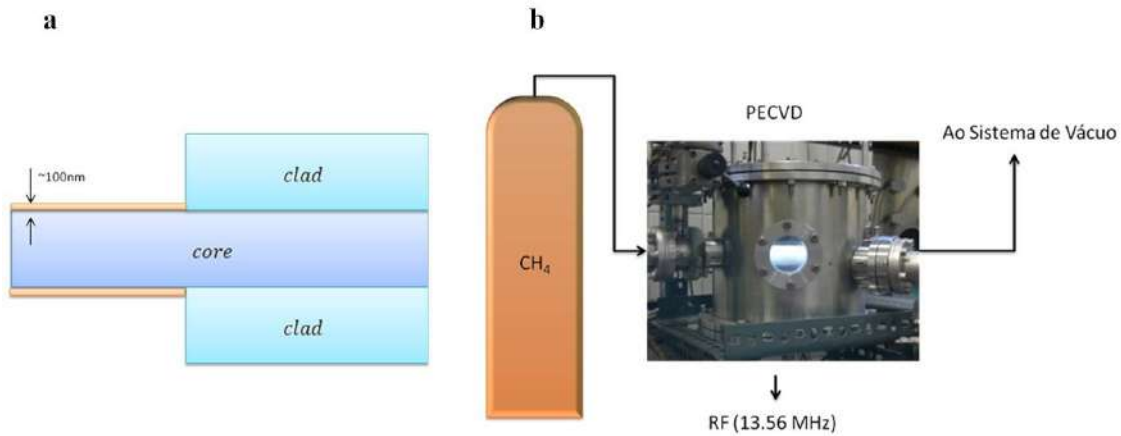 a
b
~100nm
clad
core
clad
CH₄
PECVD
Ao Sistema de Vácuo
RF (13.56 MHz)